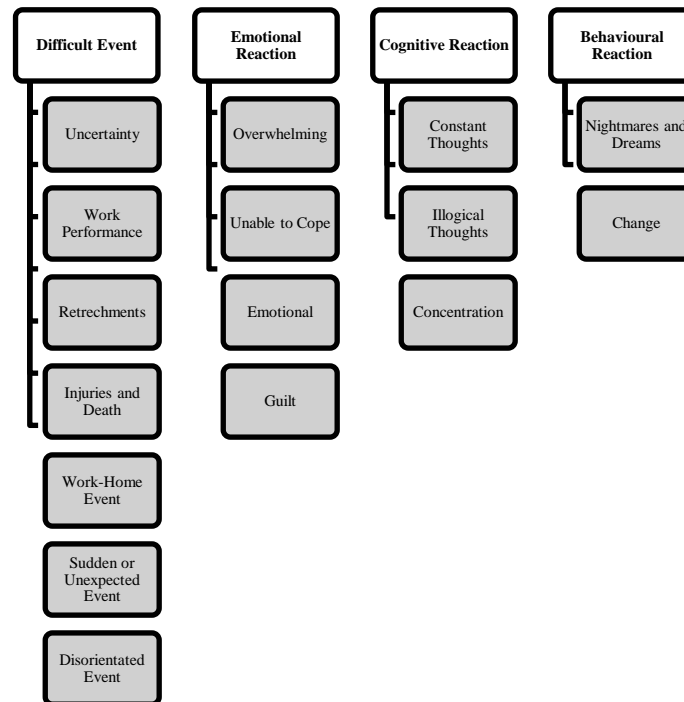 Difficult Event
Uncertainty
Work
Performance
Retrechments
Injuries and
Death
Work-Home
Event
Sudden or
Unexpected
Event
Disorientated
Event
Emotional
Reaction
Overwhelming
Unable to Cope
Emotional
Guilt
Cognitive Reaction
Constant
Thoughts
Illogical
Thoughts
Concentration
Behavioural
Reaction
Nightmares and
Dreams
Change